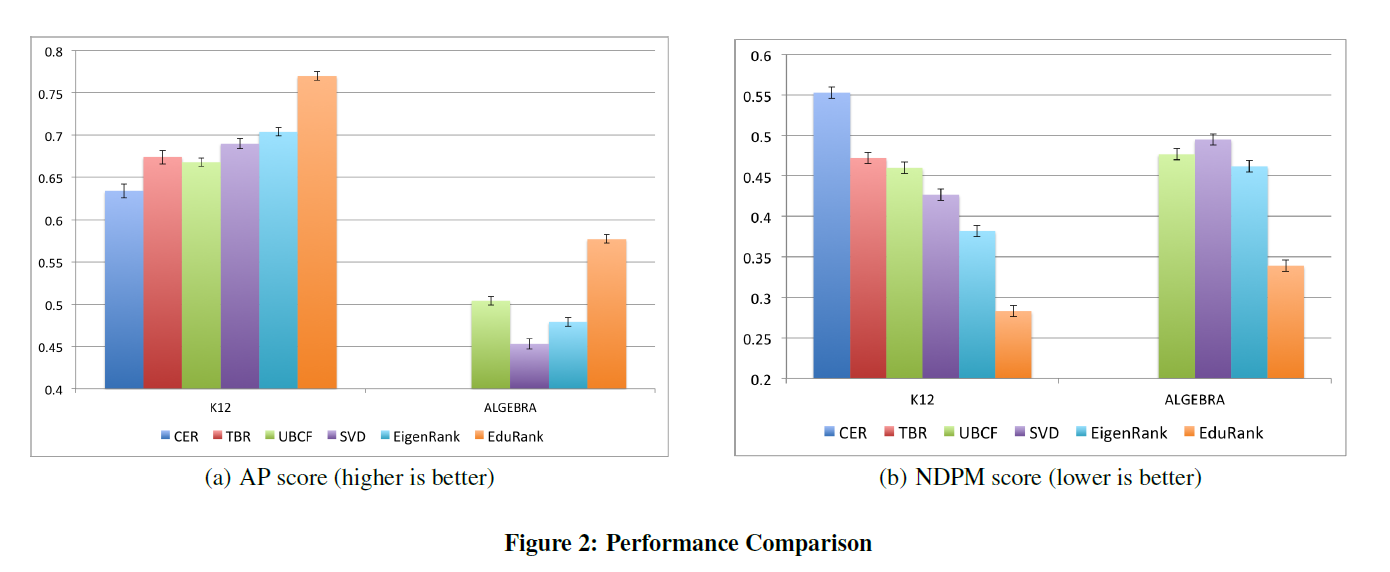 0.8
0.75
0.7
0.65
0.6
0.55
0.5
0.45
0.4
K12 ALGEBRA
CER TBR UBCF SVD EigenRank EduRank
(a) AP score (higher is better)
0.6
0.55
0.5
0.45
0.4
0.35
0.3
0.25
0.2
K12 ALGEBRA
CER TBR UBCF SVD EigenRank EduRank
(b) NDPM score (lower is better)
Figure 2: Performance Comparison